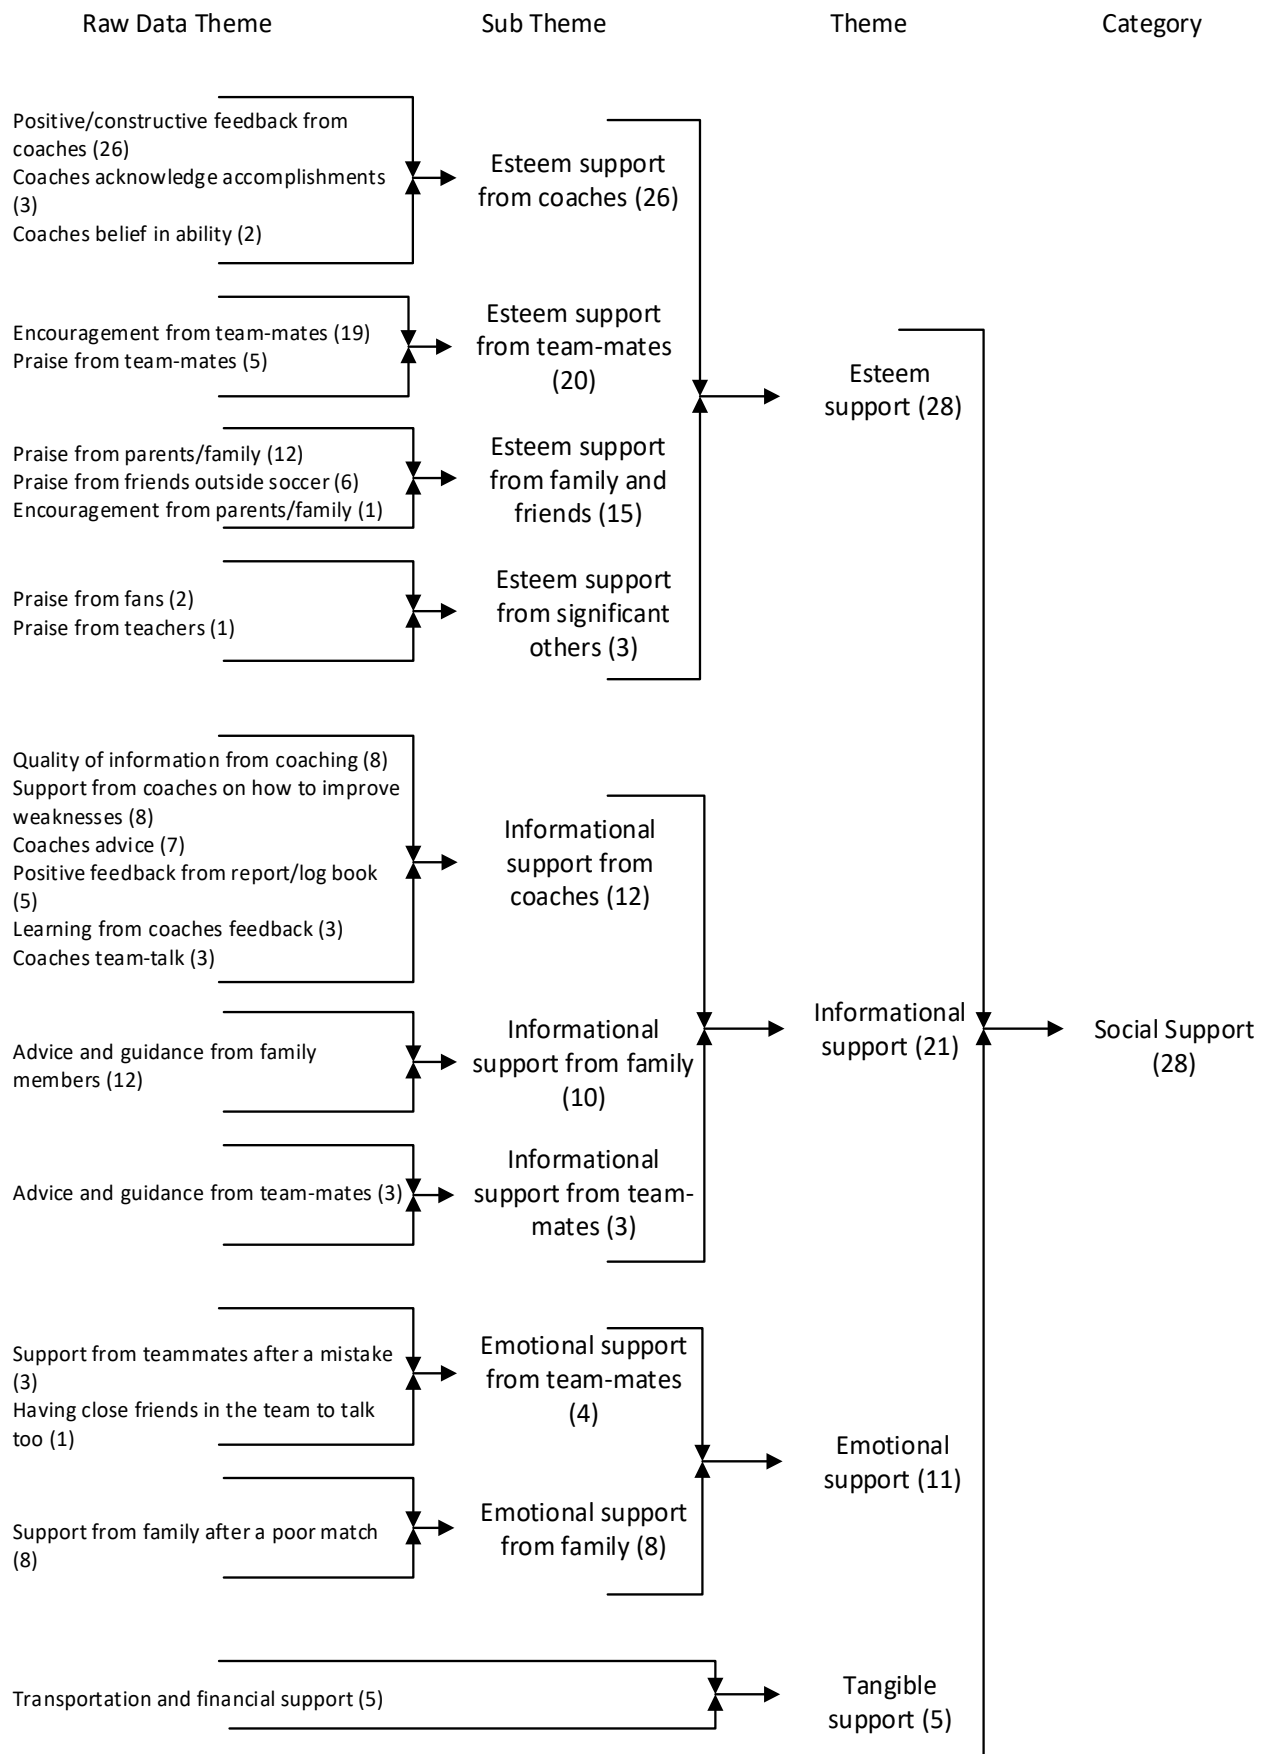 Raw Data Theme
Sub Theme
Theme
Category
Positive/constructive feedback from
coaches (26)
Coaches acknowledge accomplishments
(3)
Coaches belief in ability (2)
Esteem support
from coaches (26)
Encouragement from team-mates (19)
Praise from team-mates (5)
Esteem support
from team-mates
(20)
Esteem
support (28)
Praise from parents/family (12)
Praise from friends outside soccer (6)
Encouragement from parents/family (1)
Esteem support
from family and
friends (15)
Praise from fans (2)
Praise from teachers (1)
Esteem support
from significant
others (3)
Quality of information from coaching (8)
Support from coaches on how to improve
weaknesses (8)
Coaches advice (7)
Positive feedback from report/log book
(5)
Learning from coaches feedback (3)
Coaches team-talk (3)
Informational
support from
coaches (12)
Advice and guidance from family
members (12)
Informational
support from family
(10)
Informational
support (21)
Social Support
(28)
Advice and guidance from team-mates (3)
Informational
support from team-
mates (3)
Support from teammates after a mistake
(3)
Having close friends in the team to talk
too (1)
Emotional support
from team-mates
(4)
Emotional
support (11)
Support from family after a poor match
(8)
Emotional support
from family (8)
Transportation and financial support (5)
Tangible
support (5)